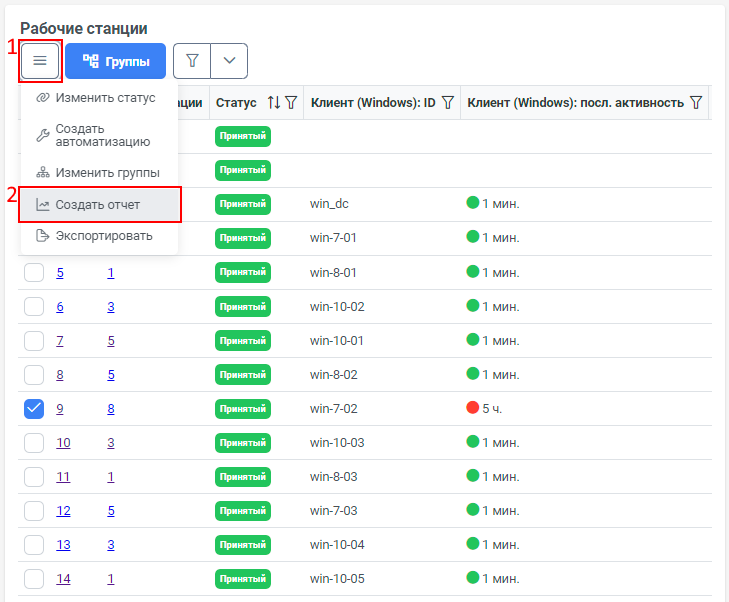 Рабочие станции
1
Группы
ации Статус Клиент (Windows): ID Клиент (Windows): посл. активность
Изменить статус
Создать
автоматизацию
Изменить группы
2 Создать отчет
Экспортировать
Принятый
Принятый
Принятый win_dc 1 мин.
Принятый win-7-01 1 мин.
5 1 Принятый win-8-01 1 мин.
6 3 Принятый win-10-02 1 мин.
7 5 Принятый win-10-01 1 мин.
8 5 Принятый win-8-02 1 мин.
9 8 Принятый win-7-02 5 ч.
10 3 Принятый win-10-03 1 мин.
11 1 Принятый win-8-03 1 мин.
12 5 Принятый win-7-03 1 мин.
13 3 Принятый win-10-04 1 мин.
14 1 Принятый win-10-05 1 мин.